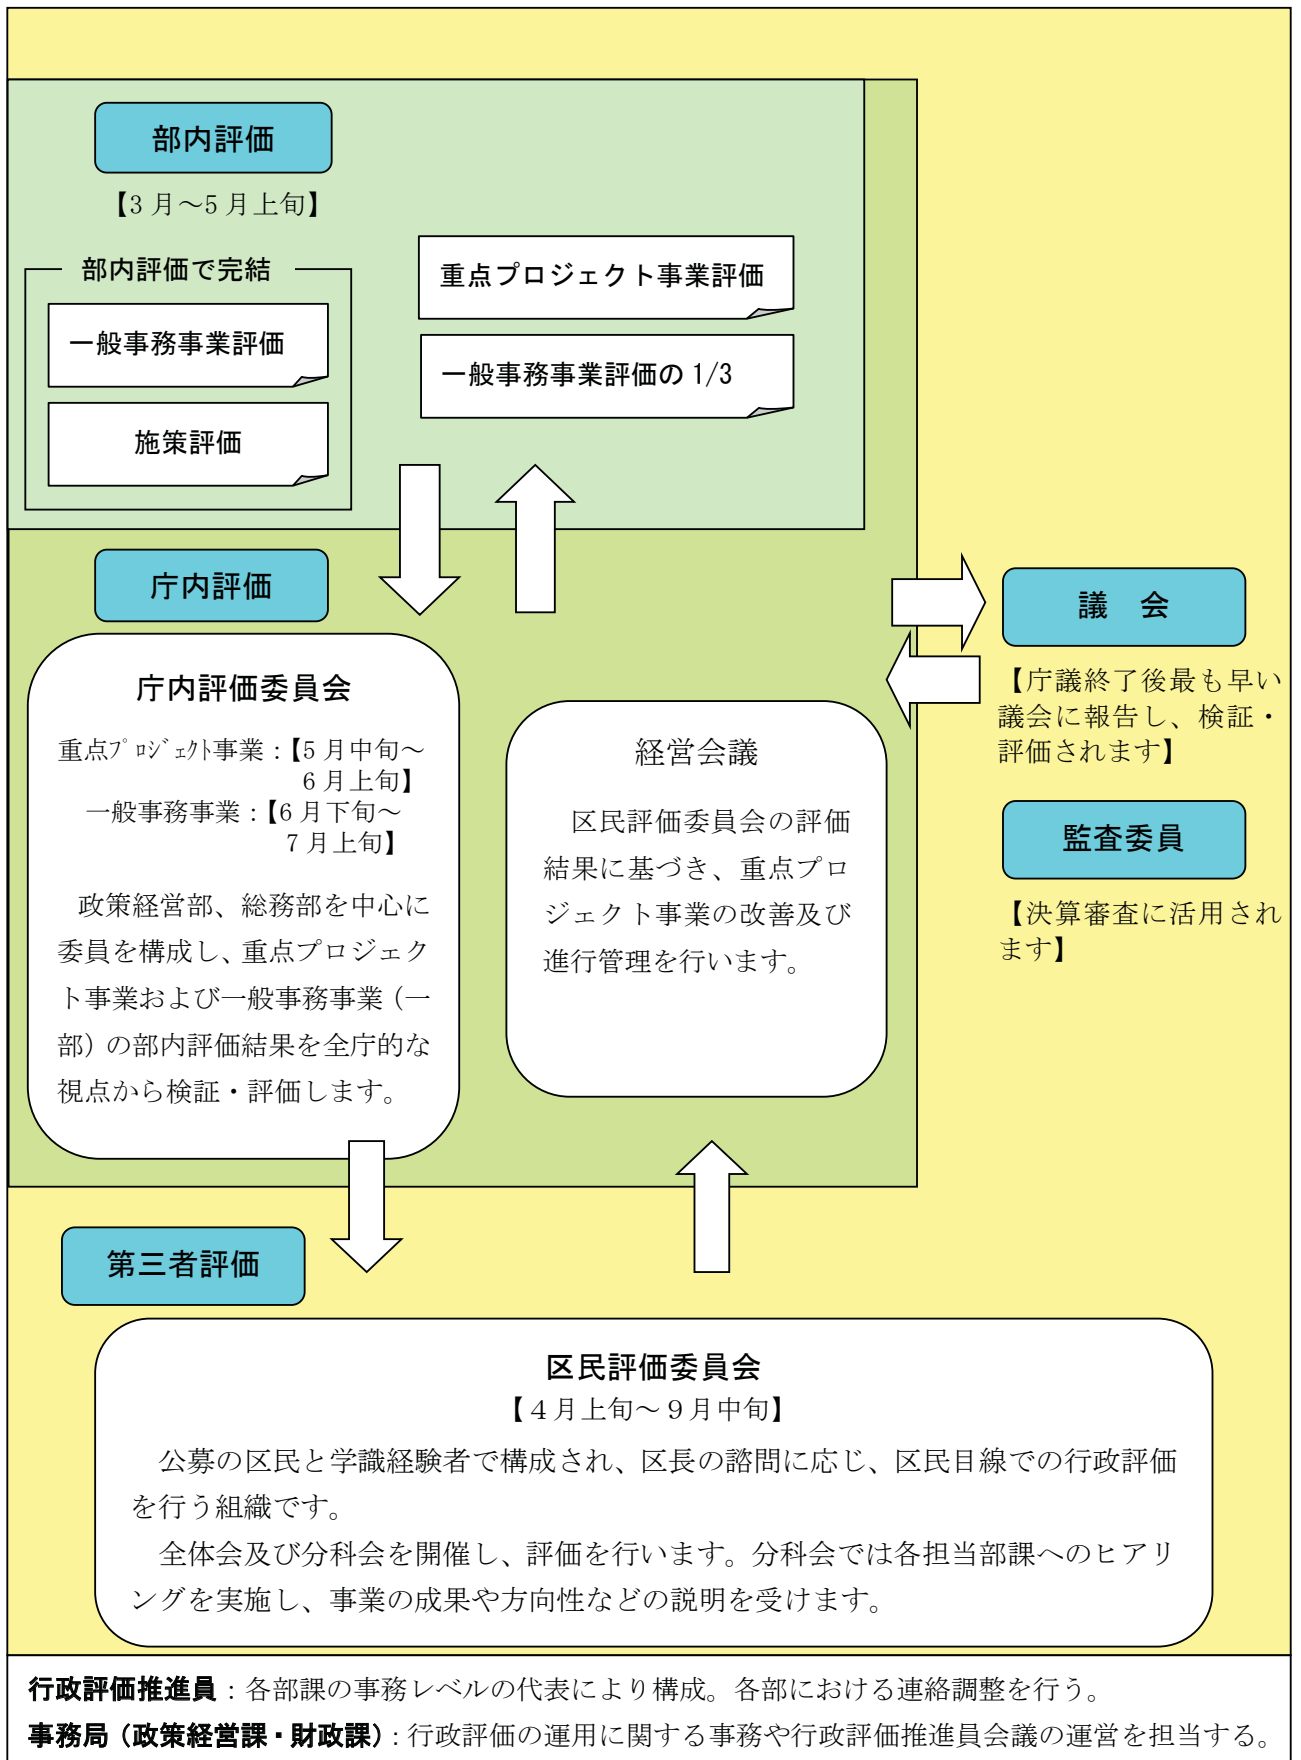 部内評価
【3月～5月上旬】
部内評価で完結
一般事務事業評価
施策評価
重点プロジェクト事業評価
一般事務事業評価の 1/3
庁内評価
庁内評価委員会
重点ﾌﾟﾛｼﾞｪｸﾄ事業：【5月中旬～
6月上旬】
一般事務事業：【6月下旬～
7月上旬】
政策経営部、総務部を中心に
委員を構成し、重点プロジェク
ト事業および一般事務事業（一
部）の部内評価結果を全庁的な
視点から検証・評価します。
経営会議
区民評価委員会の評価
結果に基づき、重点プロ
ジェクト事業の改善及び
進行管理を行います。
議　会
【庁議終了後最も早い
議会に報告し、検証・
評価されます】
監査委員
【決算審査に活用され
ます】
第三者評価
区民評価委員会
【４月上旬～９月中旬】
公募の区民と学識経験者で構成され、区長の諮問に応じ、区民目線での行政評価
を行う組織です。
全体会及び分科会を開催し、評価を行います。分科会では各担当部課へのヒアリ
ングを実施し、事業の成果や方向性などの説明を受けます。
行政評価推進員：各部課の事務レベルの代表により構成。各部における連絡調整を行う。
事務局（政策経営課・財政課）：行政評価の運用に関する事務や行政評価推進員会議の運営を担当する。